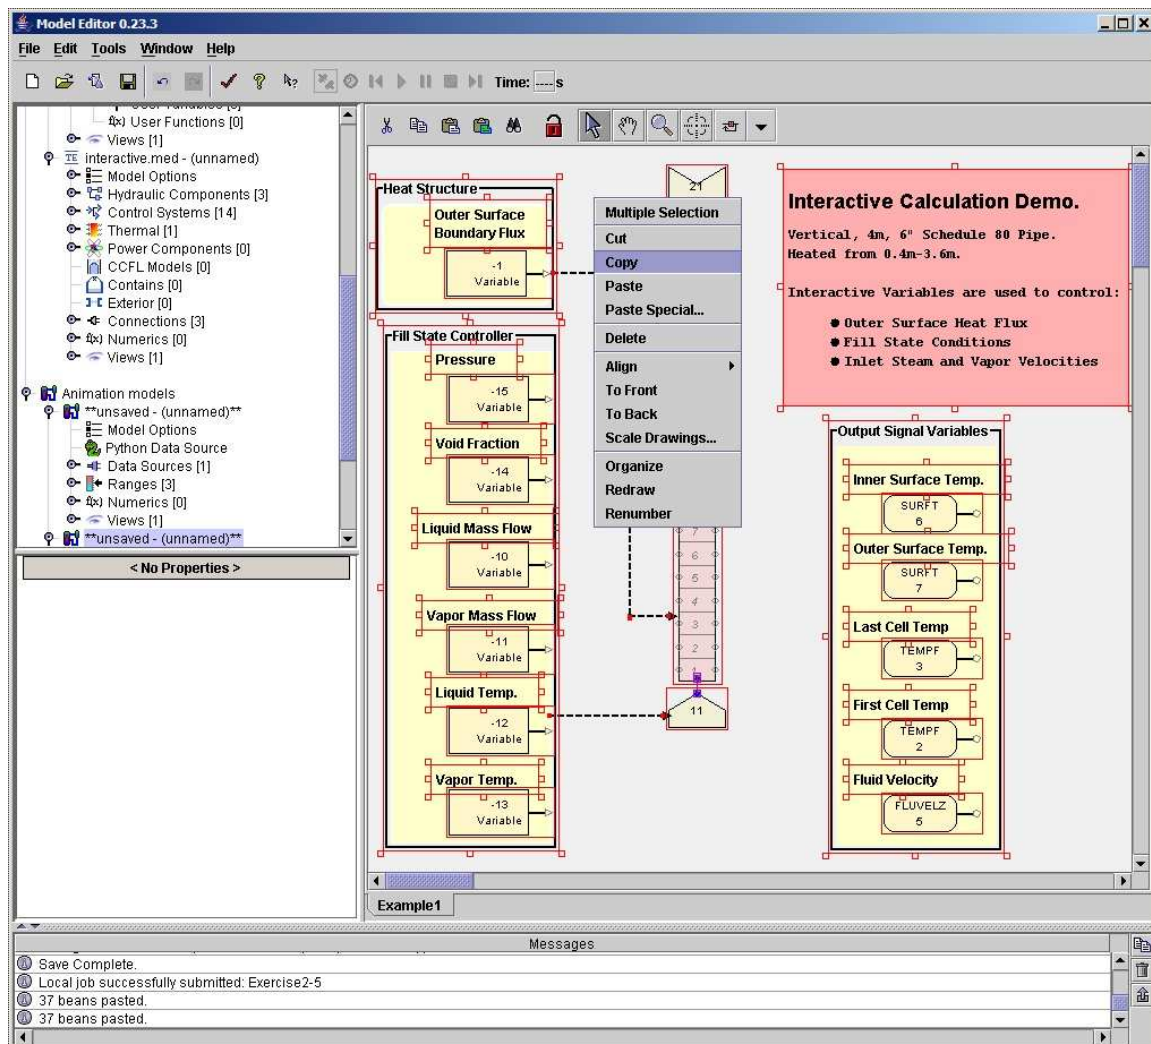 Model Editor 0.23.3
File Edit Tools Window Help
Time: ---- s
User Variables [0]
f(x) User Functions [0]
Views [1]
TE interactive.med - (unnamed)
Model Options
Hydraulic Components [3]
Control Systems [14]
Thermal [1]
Power Components [0]
CCFL Models [0]
Contains [0]
Exterior [0]
Connections [3]
f(x) Numerics [0]
Views [1]
Animation models
**unsaved - (unnamed)**
Model Options
Python Data Source
Data Sources [1]
Ranges [3]
f(x) Numerics [0]
Views [1]
**unsaved - (unnamed)**
< No Properties >
Heat Structure
Outer Surface
Boundary Flux
-1
Variable
Fill State Controller
Pressure
-15
Variable
Void Fraction
-14
Variable
Liquid Mass Flow
-10
Variable
Vapor Mass Flow
-11
Variable
Liquid Temp.
-12
Variable
Vapor Temp.
-13
Variable
21
Multiple Selection
Cut
Copy
Paste
Paste Special...
Delete
Align
To Front
To Back
Scale Drawings...
Organize
Redraw
Renumber
7
6
5
4
3
2
1
11
Interactive Calculation Demo.
Vertical, 4m, 6" Schedule 80 Pipe.
Heated from 0.4m-3.6m.
Interactive Variables are used to control:
● Outer Surface Heat Flux
● Fill State Conditions
● Inlet Steam and Vapor Velocities
Output Signal Variables
Inner Surface Temp.
SURFT
6
Outer Surface Temp.
SURFT
7
Last Cell Temp
TEMPF
3
First Cell Temp
TEMPF
2
Fluid Velocity
FLUVELZ
5
Example1
Messages
Save Complete.
Local job successfully submitted: Exercise2-5
37 beans pasted.
37 beans pasted.